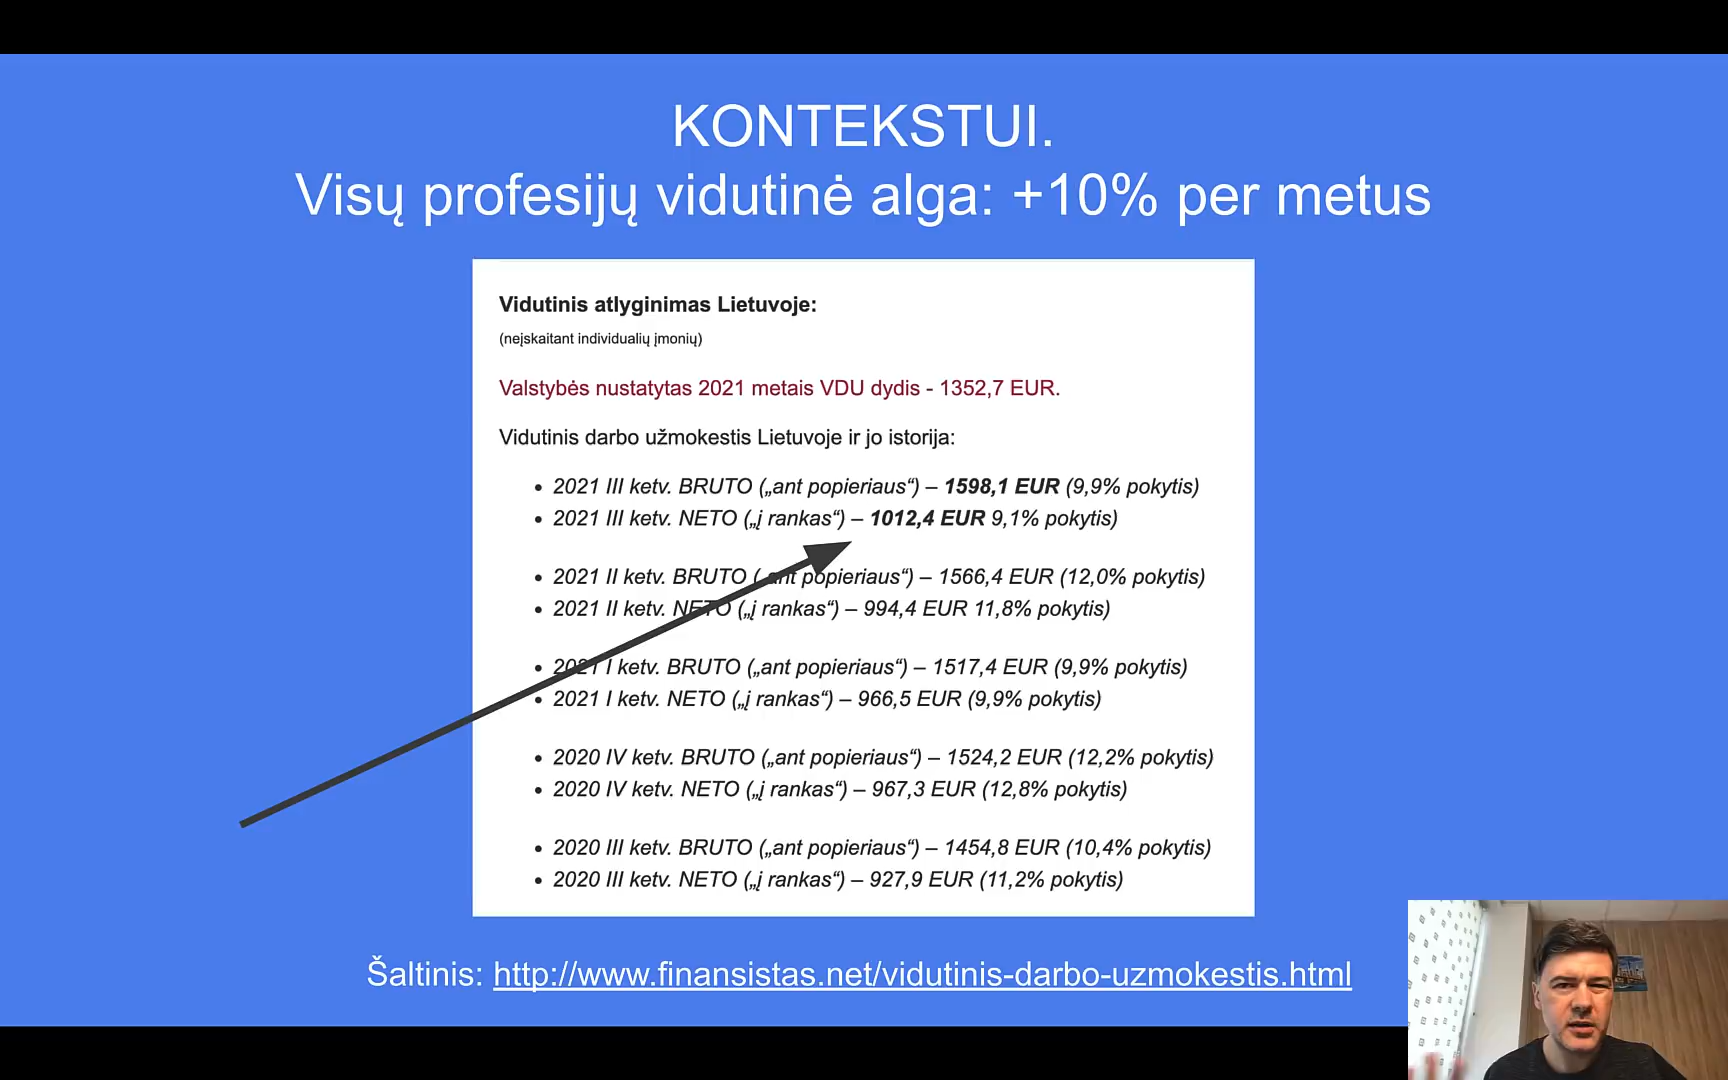 KONTEKSTUI.
Visų profesijų vidutinė alga: +10% per metus
Vidutinis atlyginimas Lietuvoje:
(neįskaitant individualių įmonių)
Valstybės nustatytas 2021 metais VDU dydis - 1352,7 EUR.
Vidutinis darbo užmokestis Lietuvoje ir jo istorija:
• 2021 III ketv. BRUTO („ant popieriaus“) – 1598,1 EUR (9,9% pokytis)
• 2021 III ketv. NETO („į rankas“) – 1012,4 EUR 9,1% pokytis)
• 2021 II ketv. BRUTO („ant popieriaus“) – 1566,4 EUR (12,0% pokytis)
• 2021 II ketv. NETO („į rankas“) – 994,4 EUR 11,8% pokytis)
• 2021 I ketv. BRUTO („ant popieriaus“) – 1517,4 EUR (9,9% pokytis)
• 2021 I ketv. NETO („į rankas“) – 966,5 EUR (9,9% pokytis)
• 2020 IV ketv. BRUTO („ant popieriaus“) – 1524,2 EUR (12,2% pokytis)
• 2020 IV ketv. NETO („į rankas“) – 967,3 EUR (12,8% pokytis)
• 2020 III ketv. BRUTO („ant popieriaus“) – 1454,8 EUR (10,4% pokytis)
• 2020 III ketv. NETO („į rankas“) – 927,9 EUR (11,2% pokytis)
Šaltinis: http://www.finansistas.net/vidutinis-darbo-uzmokestis.html